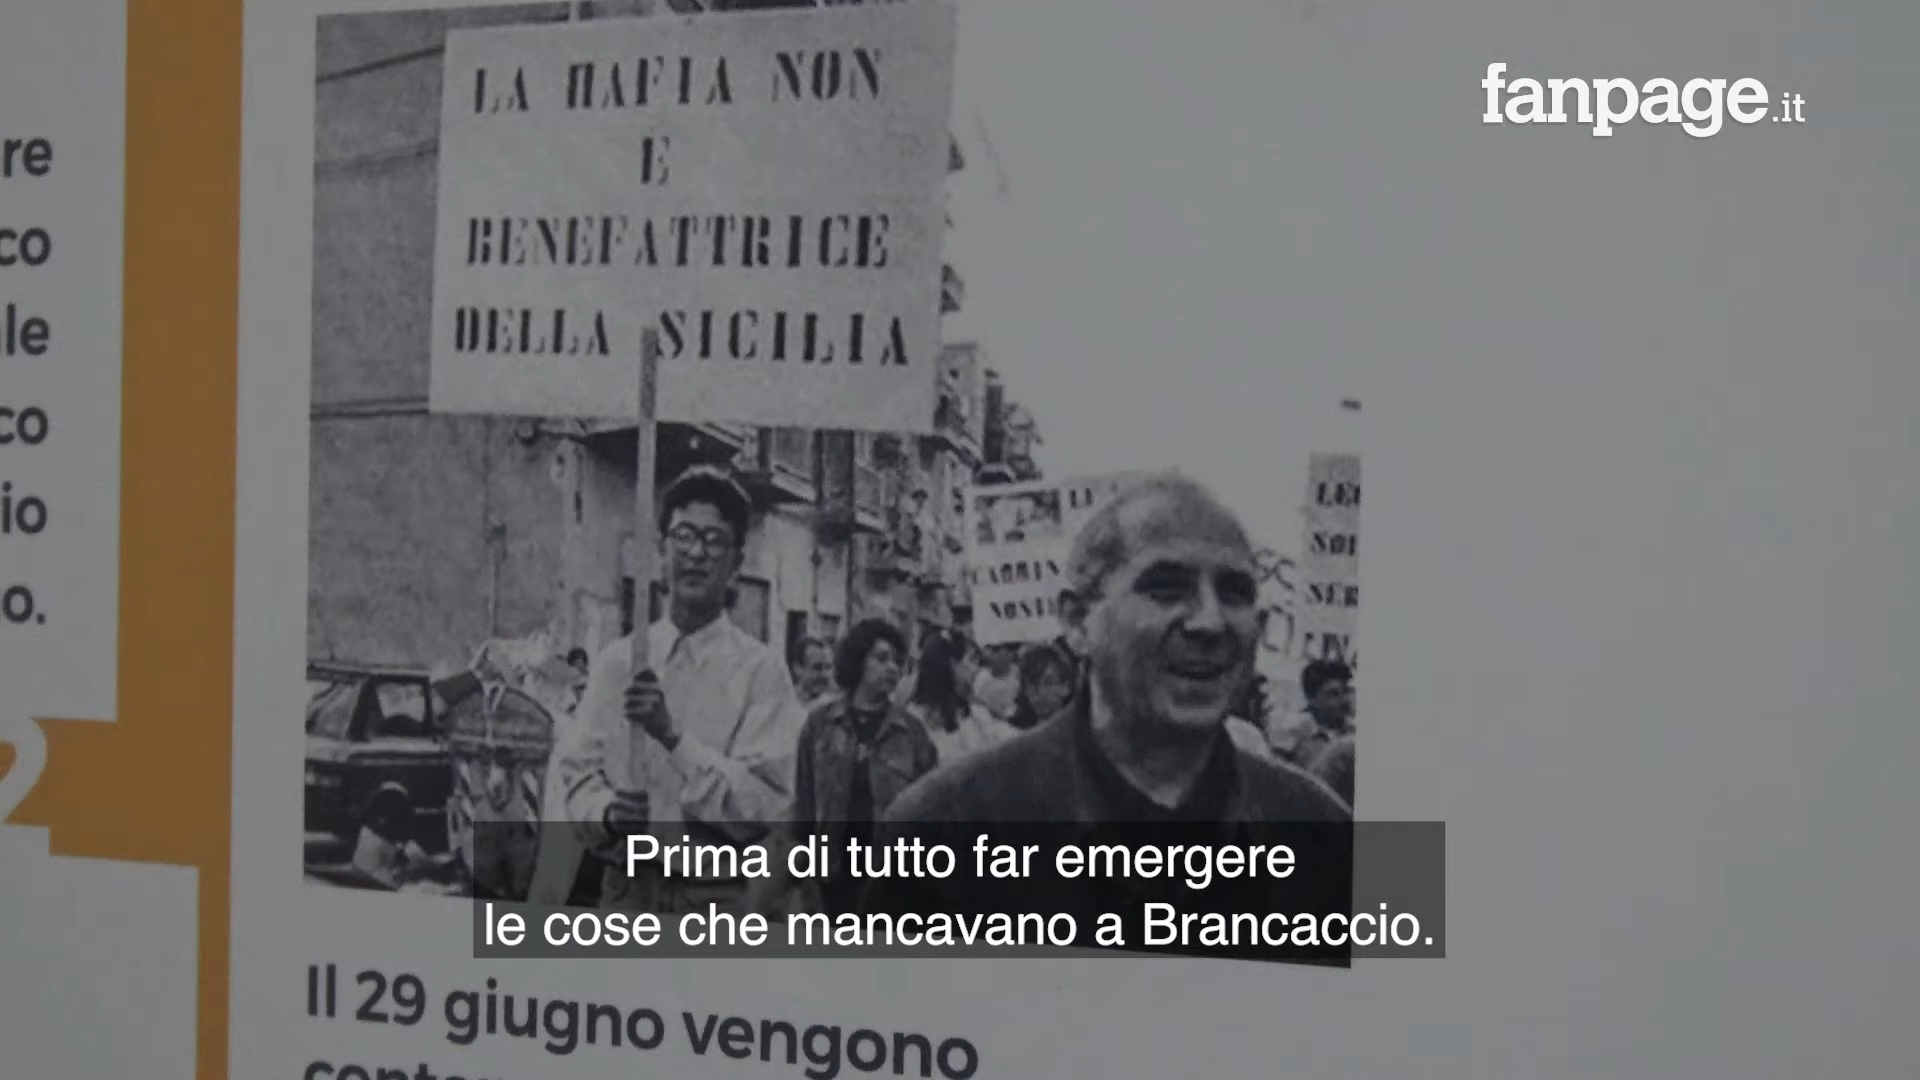 fanpage.it
re
co
le
co
io
o.
2
LA MAFIA NON
E
BENEFATTRICE
DELLA SICILIA
Prima di tutto far emergere
le cose che mancavano a Brancaccio.
Il 29 giugno vengono